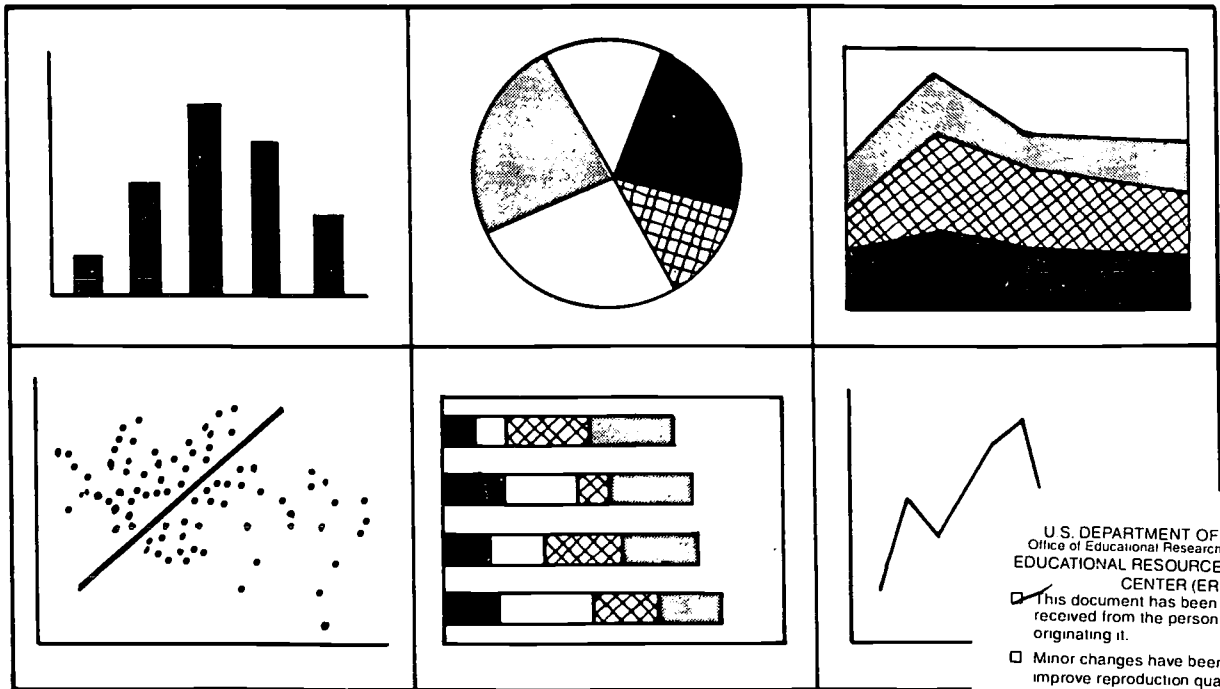 U.S. DEPARTMENT OF
Office of Educational Research
EDUCATIONAL RESOURCE
CENTER (ER
☐ This document has been
received from the person
originating it.
☐ Minor changes have been
improve reproduction qua